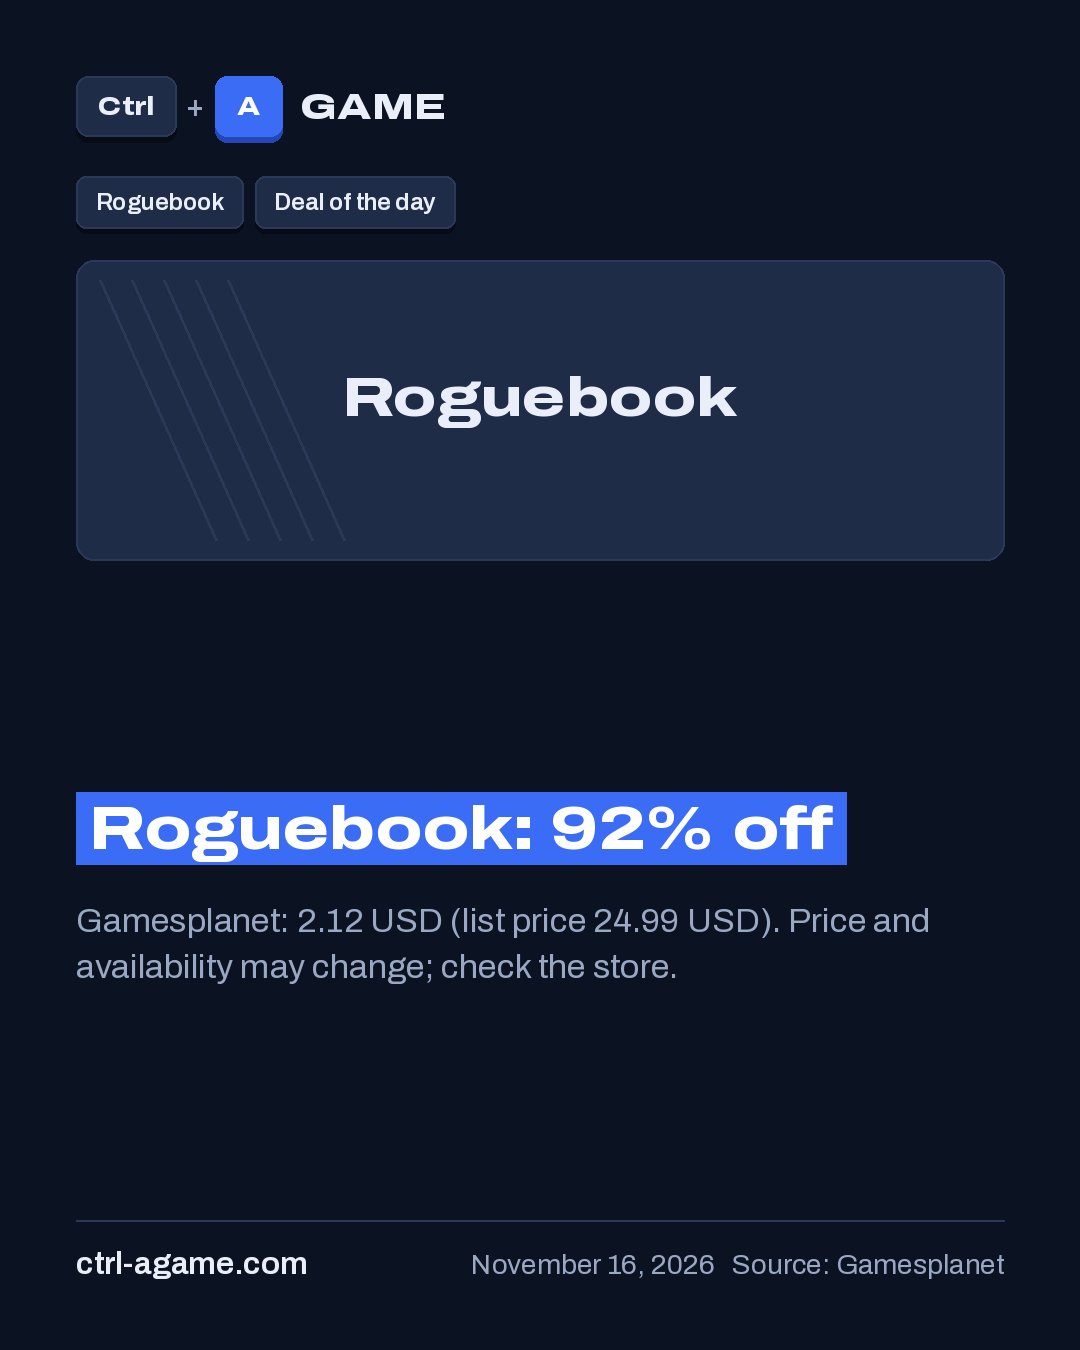 Ctrl + A GAME
Roguebook Deal of the day
Roguebook
Roguebook: 92% off
Gamesplanet: 2.12 USD (list price 24.99 USD). Price and
availability may change; check the store.
ctrl-agame.com November 16, 2026 Source: Gamesplanet